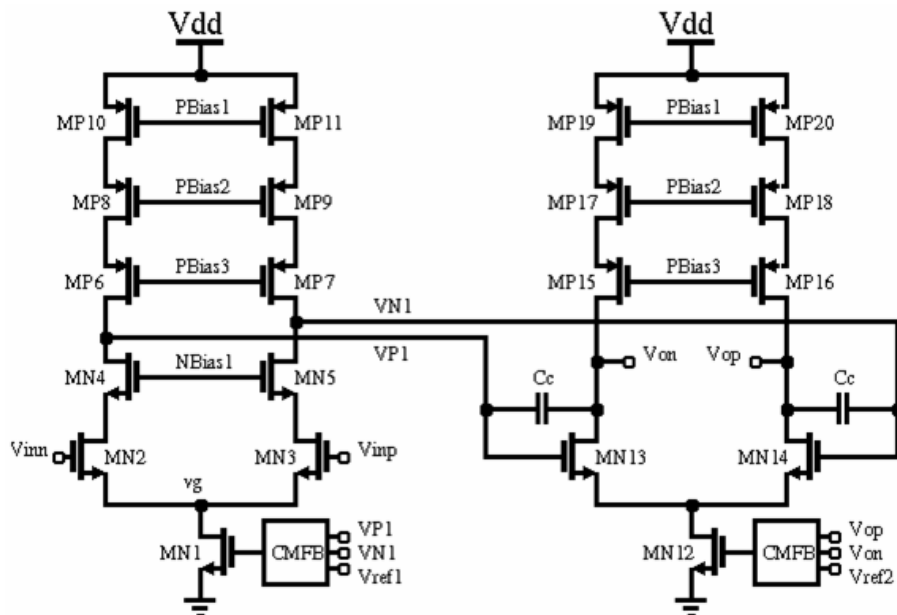 Vdd Vdd
MP10 PBias1 MP11 MP19 PBias1 MP20
MP8 PBias2 MP9 MP17 PBias2 MP18
MP6 PBias3 MP7 MP15 PBias3 MP16
VN1
VP1 Von Vop
MN4 NBias1 MN5 Cc Cc
Vinn MN2 MN3 Vinp MN13 MN14
vg
VP1 Vop
MN1 CMFB VN1 MN12 CMFB Von
Vref1 Vref2